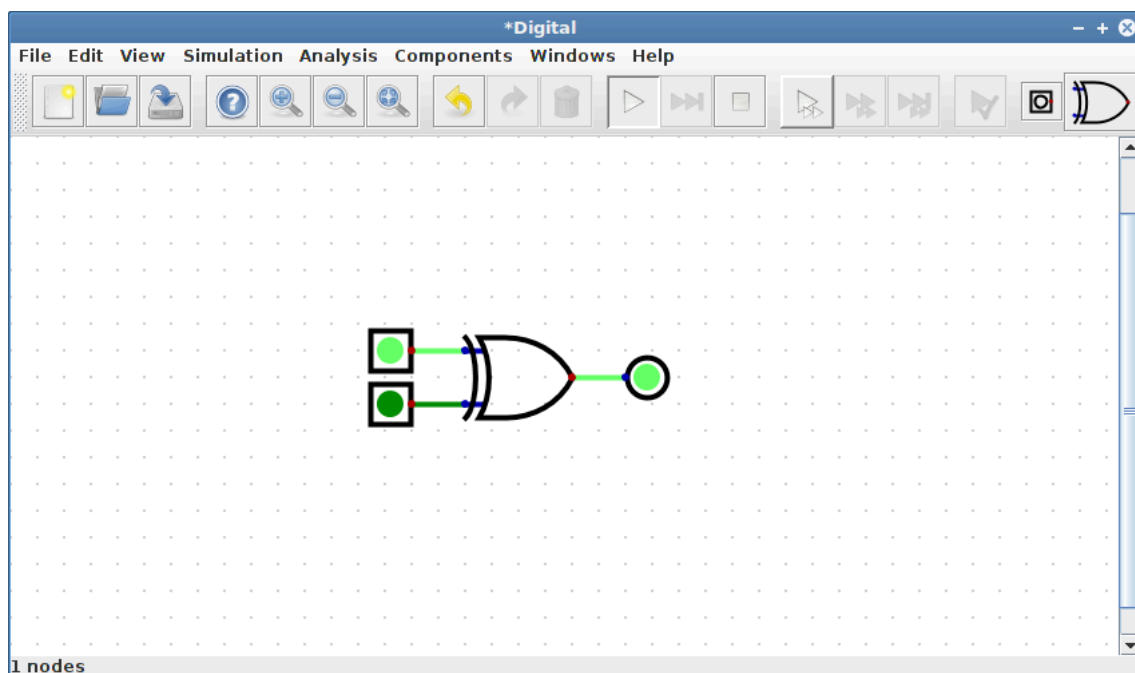 *Digital
File Edit View Simulation Analysis Components Windows Help
1 nodes